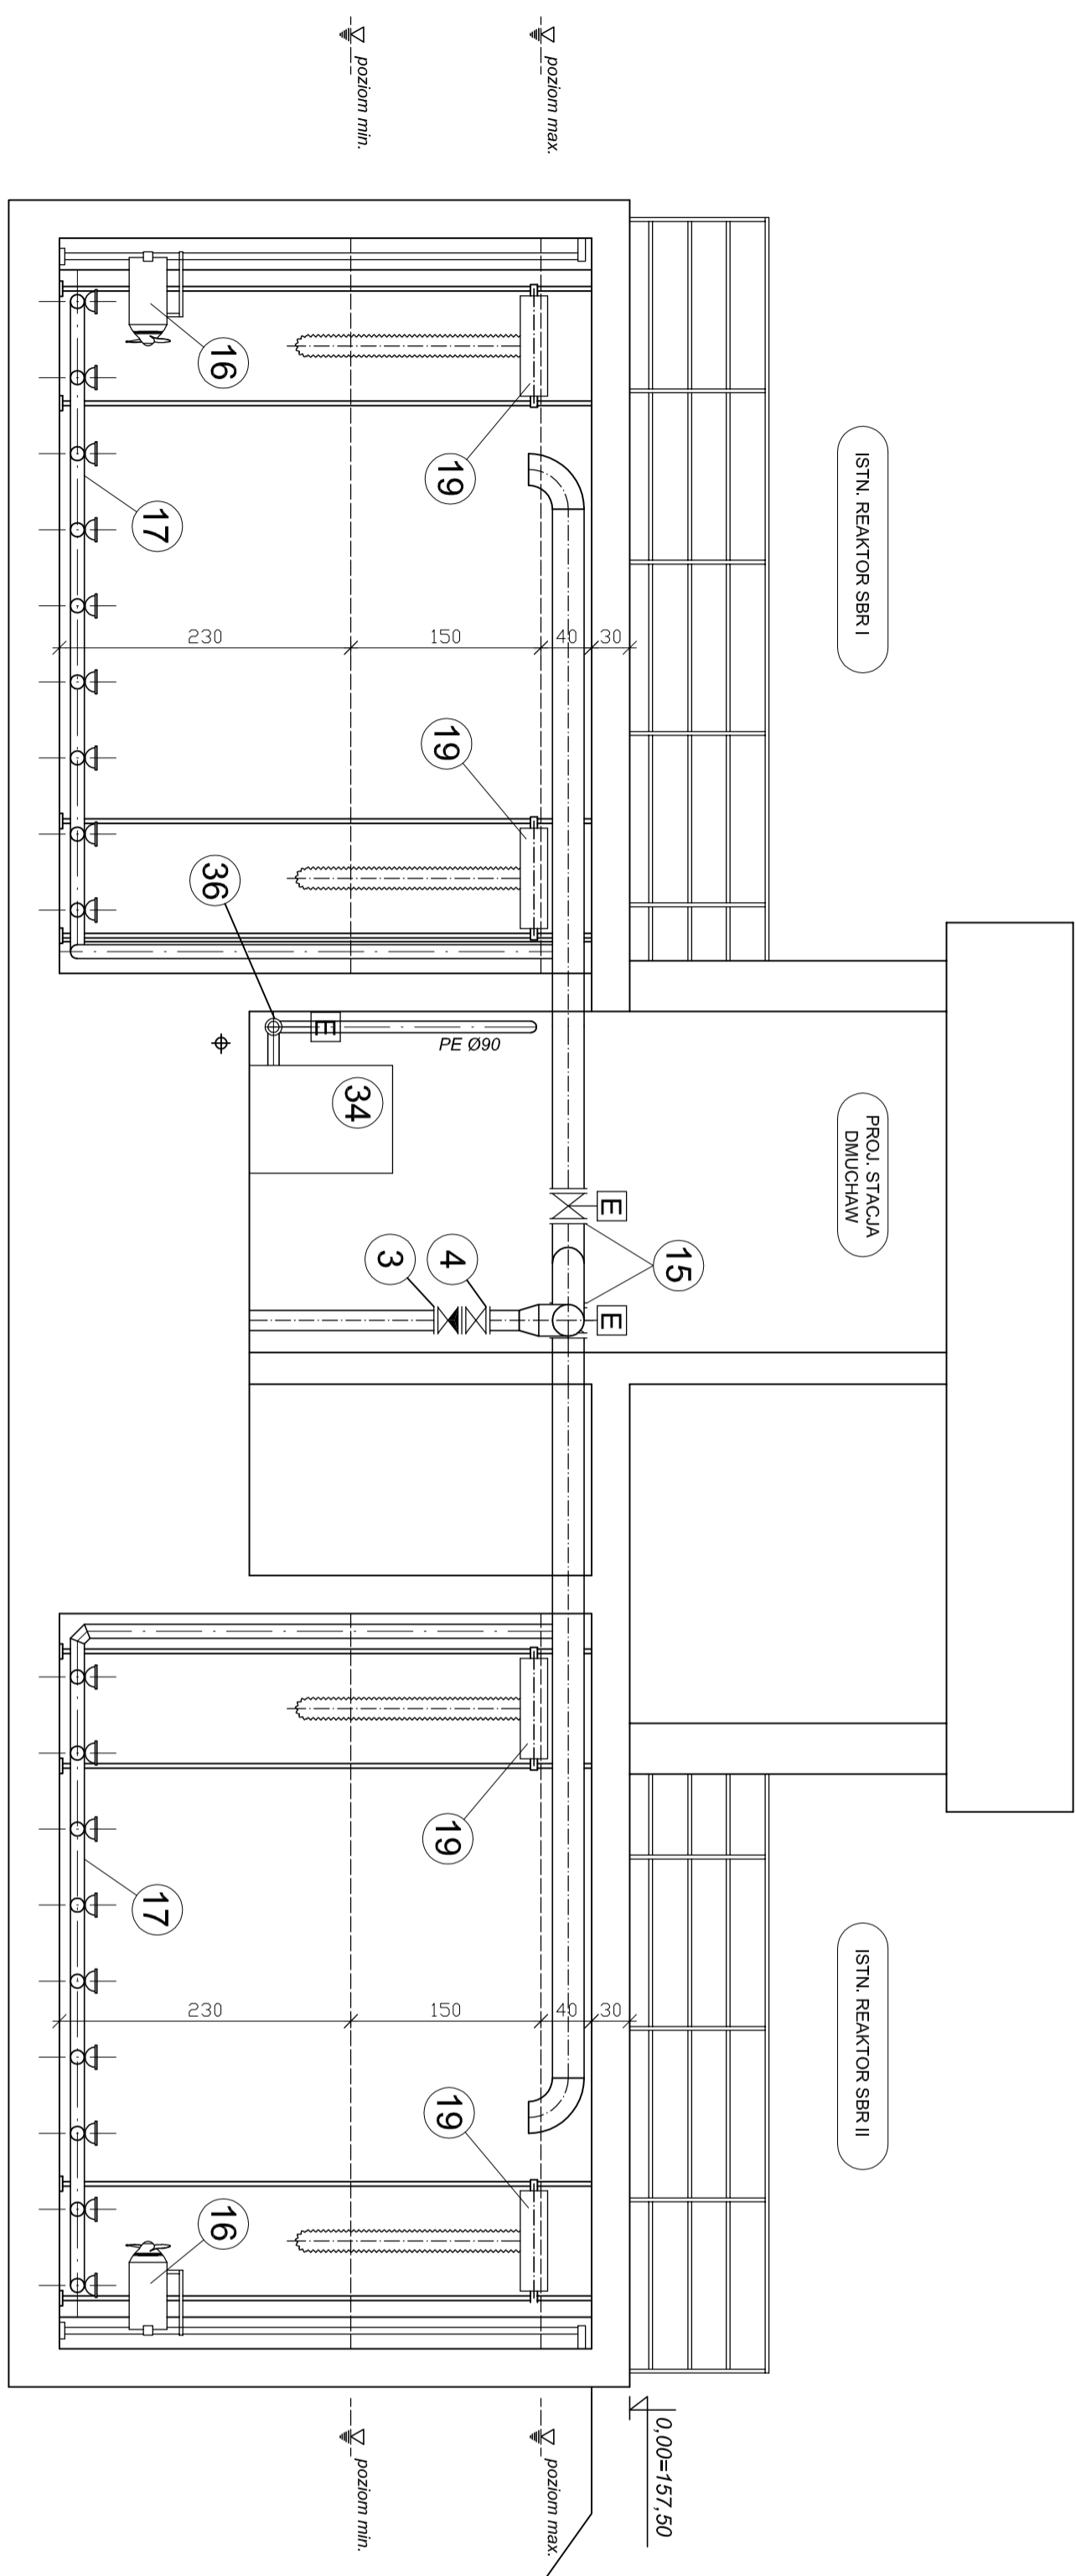 ISTN. REAKTOR SBR I
PROJ. STACJA
DMUCHAW
ISTN. REAKTOR SBR II
0,00=157,50
poziom max.
poziom min.
poziom max.
poziom min.
16
17
19
19
230
150
40
30
36
34
PE Ø90
E
E
E
15
3
4
19
17
19
16
230
150
40
30